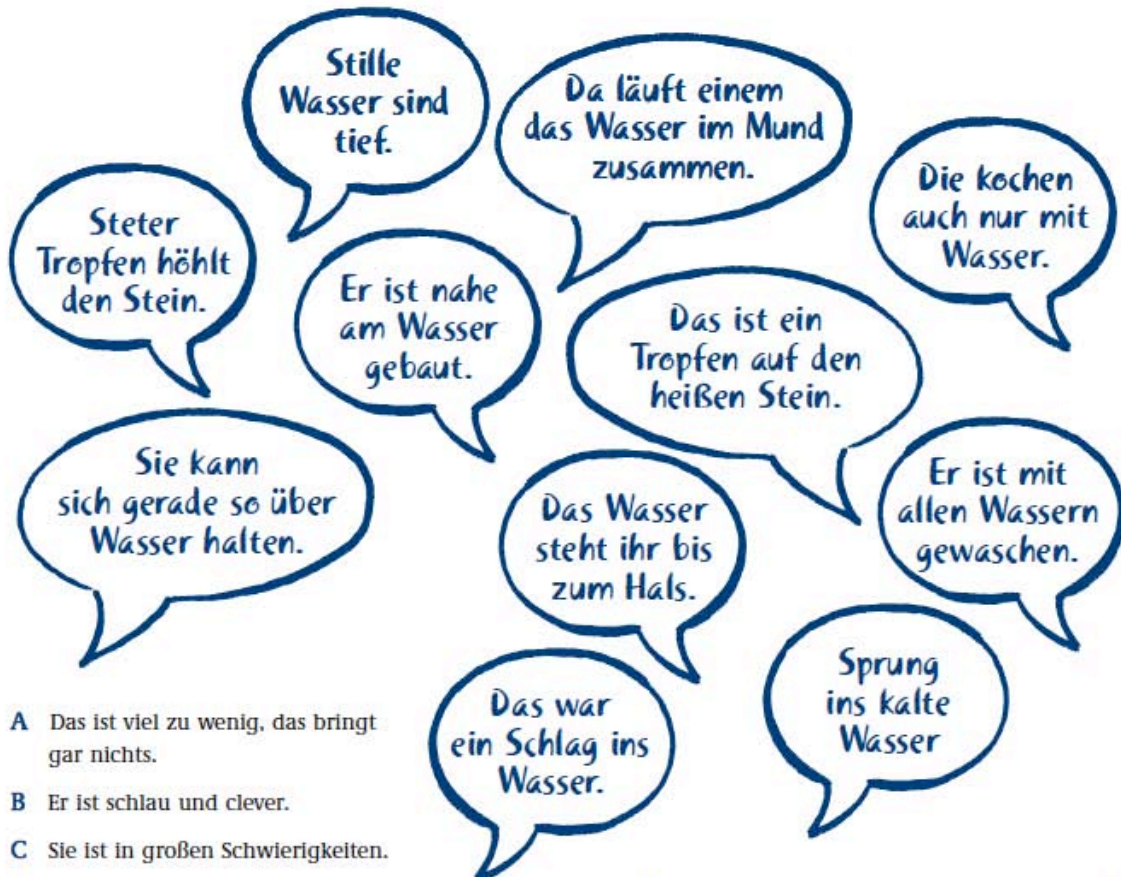 Stille
Wasser sind
tief.
Da läuft einem
das Wasser im Mund
zusammen.
Die kochen
auch nur mit
Wasser.
Steter
Tropfen höhlt
den Stein.
Er ist nahe
am Wasser
gebaut.
Das ist ein
Tropfen auf den
heißen Stein.
Sie kann
sich gerade so über
Wasser halten.
Das Wasser
steht ihr bis
zum Hals.
Er ist mit
allen Wassern
gewaschen.
Das war
ein Schlag ins
Wasser.
Sprung
ins kalte
Wasser
A Das ist viel zu wenig, das bringt
gar nichts.
B Er ist schlau und clever.
C Sie ist in großen Schwierigkeiten.